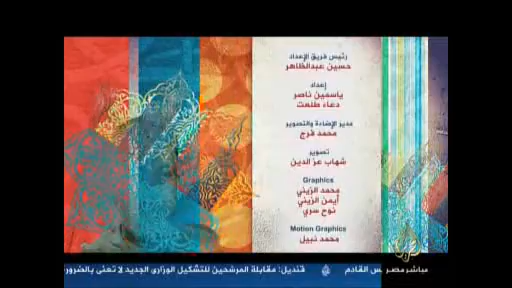 رئيس فريق الإعداد
حسين عبدالظاهر
إعداد
ياسمين ناصر
دعاء طلعت
مدير الإضاءة والتصوير
محمد فرج
تصوير
شهاب عز الدين
Graphics
محمد الزيني
أيمن الزيني
نوح سري
Motion Graphics
محمد نبيل
مباشر مصر
يس القادم
قنديل: مقابلة المرشحين للتشكيل الوزاري الجديد لا تعني بالضرور